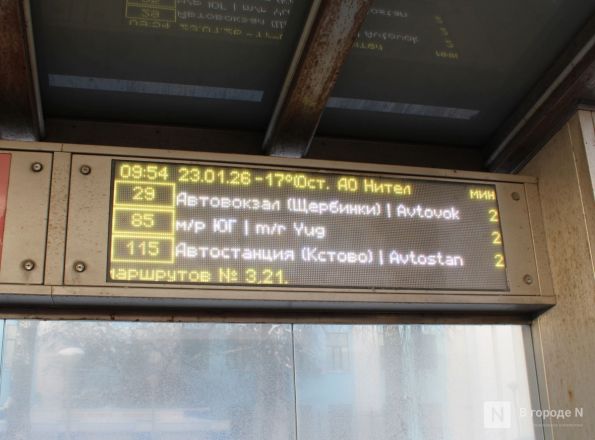 09:54 23.01.26 -17°(Ост. АО Нител мин
29 Автовокзал (Щербинки) | Avtovok 2
85 м/р ЮГ | m/r Yug 2
115 Автостанция (Кстово) | Avtostan 2
маршрутов № 3,21.
N В городе N